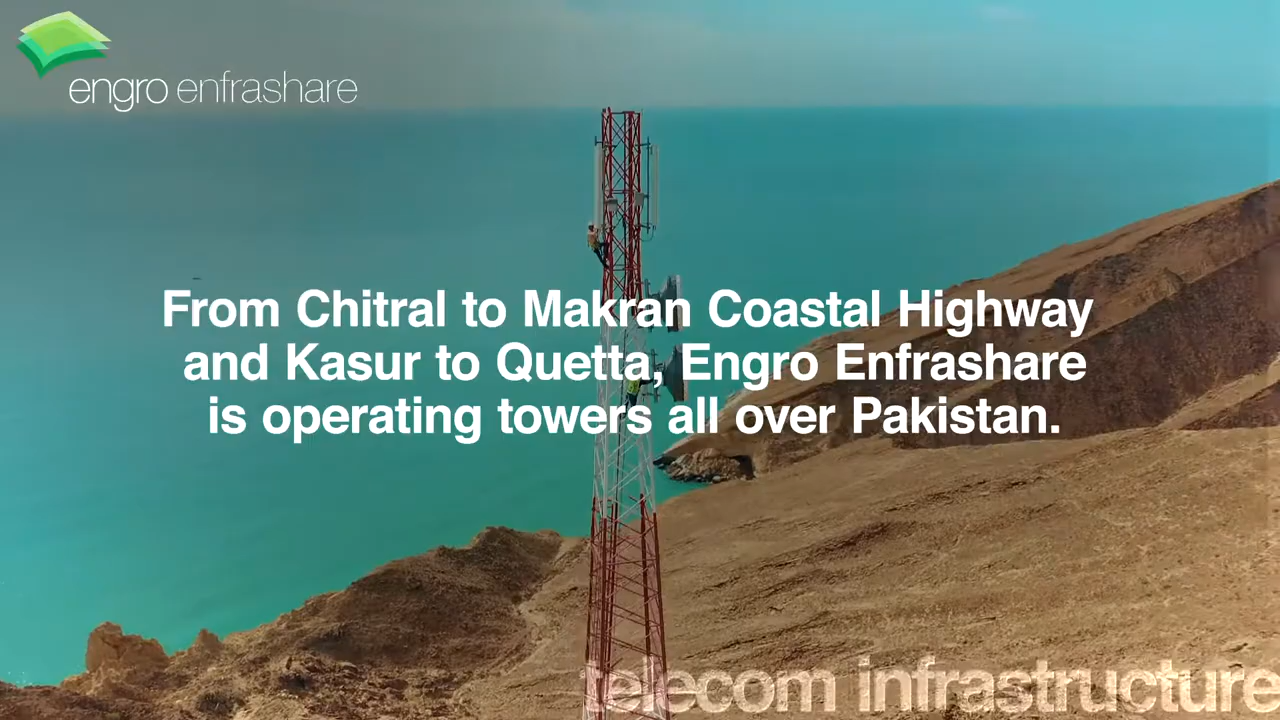 engro enfrashare
From Chitral to Makran Coastal Highway
and Kasur to Quetta, Engro Enfrashare
is operating towers all over Pakistan.
telecom infrastructure